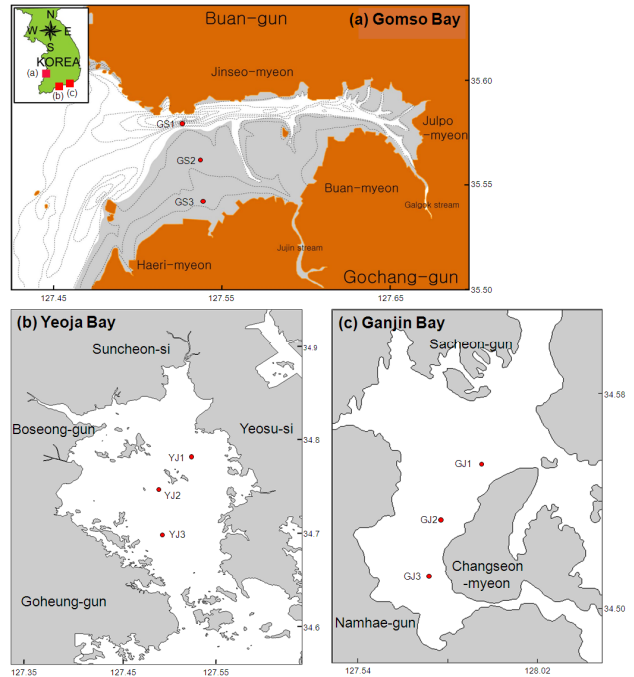 Buan-gun
(a) Gomso Bay
N
W E
S
KOREA
(a)
(b)
(c)
Jinseo-myeon
35.60
GS1
Julpo
-myeon
GS2
35.55
Buan-myeon
GS3
Galgok stream
Jujin stream
Haeri-myeon
Gochang-gun
35.50
127.45
127.55
127.65
(b) Yeoja Bay
Suncheon-si
34.9
Boseong-gun
Yeosu-si
34.8
YJ1
YJ2
YJ3
34.7
Goheung-gun
34.6
127.35
127.45
127.55
(c) Ganjin Bay
Sacheon-gun
34.58
GJ1
GJ2
GJ3
Changseon
-myeon
34.50
Namhae-gun
127.54
128.02